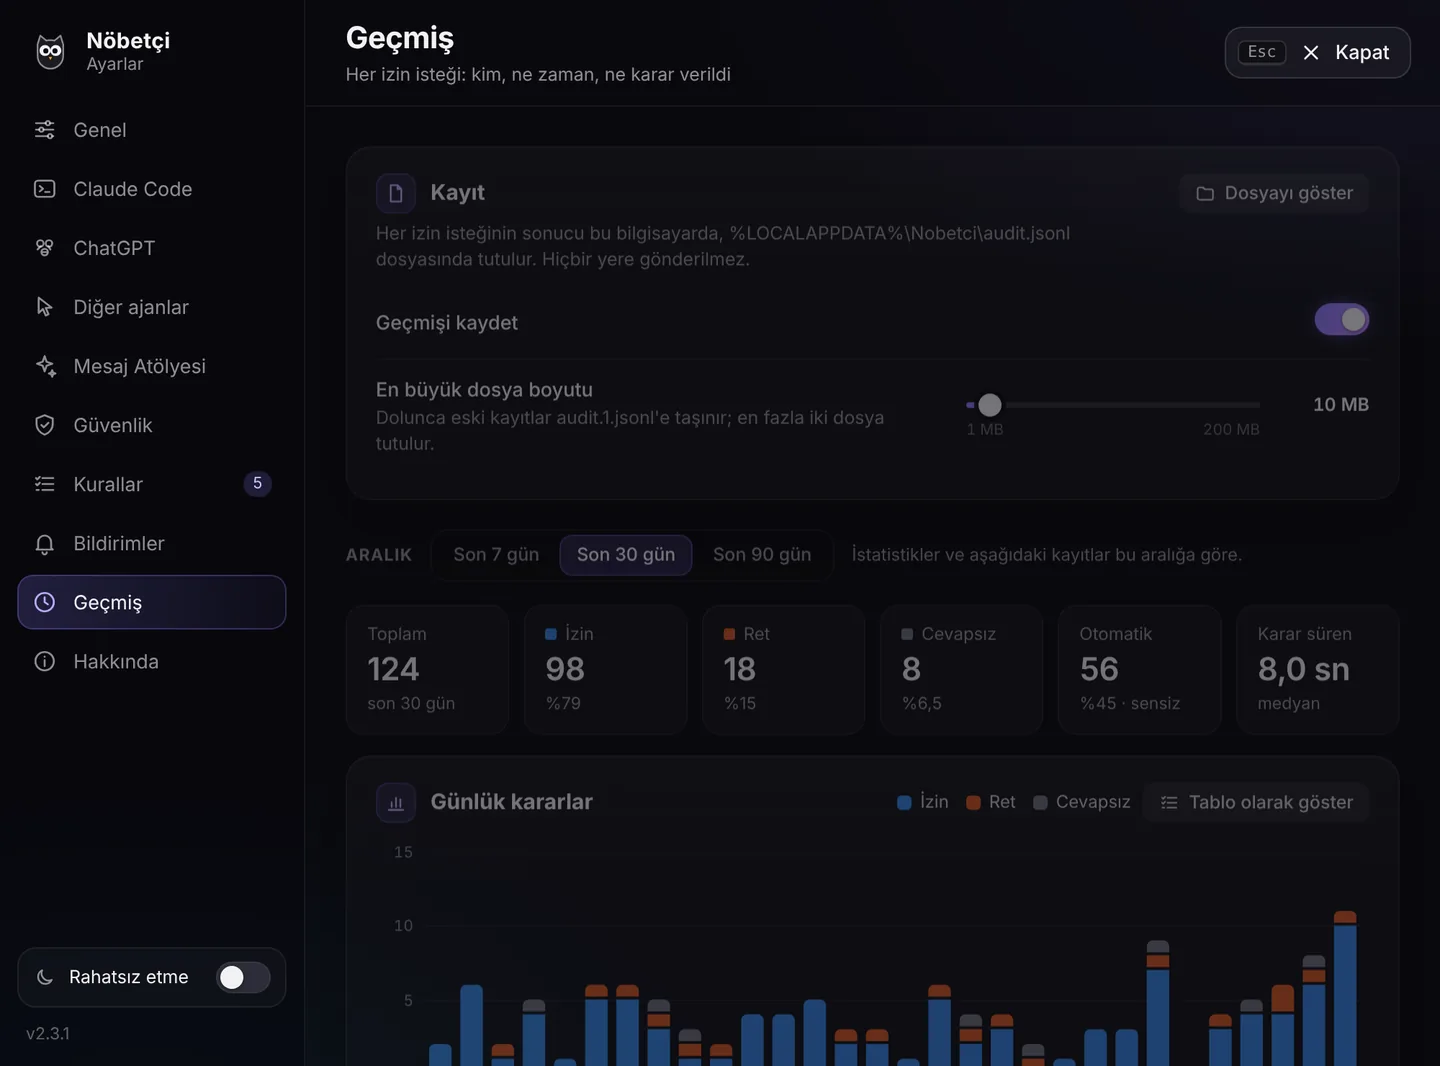 Nöbetçi
Ayarlar
Genel
Claude Code
ChatGPT
Diğer ajanlar
Mesaj Atölyesi
Güvenlik
Kurallar
5
Bildirimler
Geçmiş
Hakkında
Rahatsız etme
v2.3.1
Geçmiş
Her izin isteği: kim, ne zaman, ne karar verildi
Esc
Kapat
Kayıt
Dosyayı göster
Her izin isteğinin sonucu bu bilgisayarda, %LOCALAPPDATA%\Nobetci\audit.jsonl
dosyasında tutulur. Hiçbir yere gönderilmez.
Geçmişi kaydet
En büyük dosya boyutu
Dolunca eski kayıtlar audit.1.jsonl'e taşınır; en fazla iki dosya
tutulur.
1 MB
200 MB
10 MB
ARALIK
Son 7 gün
Son 30 gün
Son 90 gün
İstatistikler ve aşağıdaki kayıtlar bu aralığa göre.
Toplam
124
son 30 gün
İzin
98
%79
Ret
18
%15
Cevapsız
8
%6,5
Otomatik
56
%45 · sensiz
Karar süren
8,0 sn
medyan
Günlük kararlar
İzin
Ret
Cevapsız
Tablo olarak göster
15
10
5